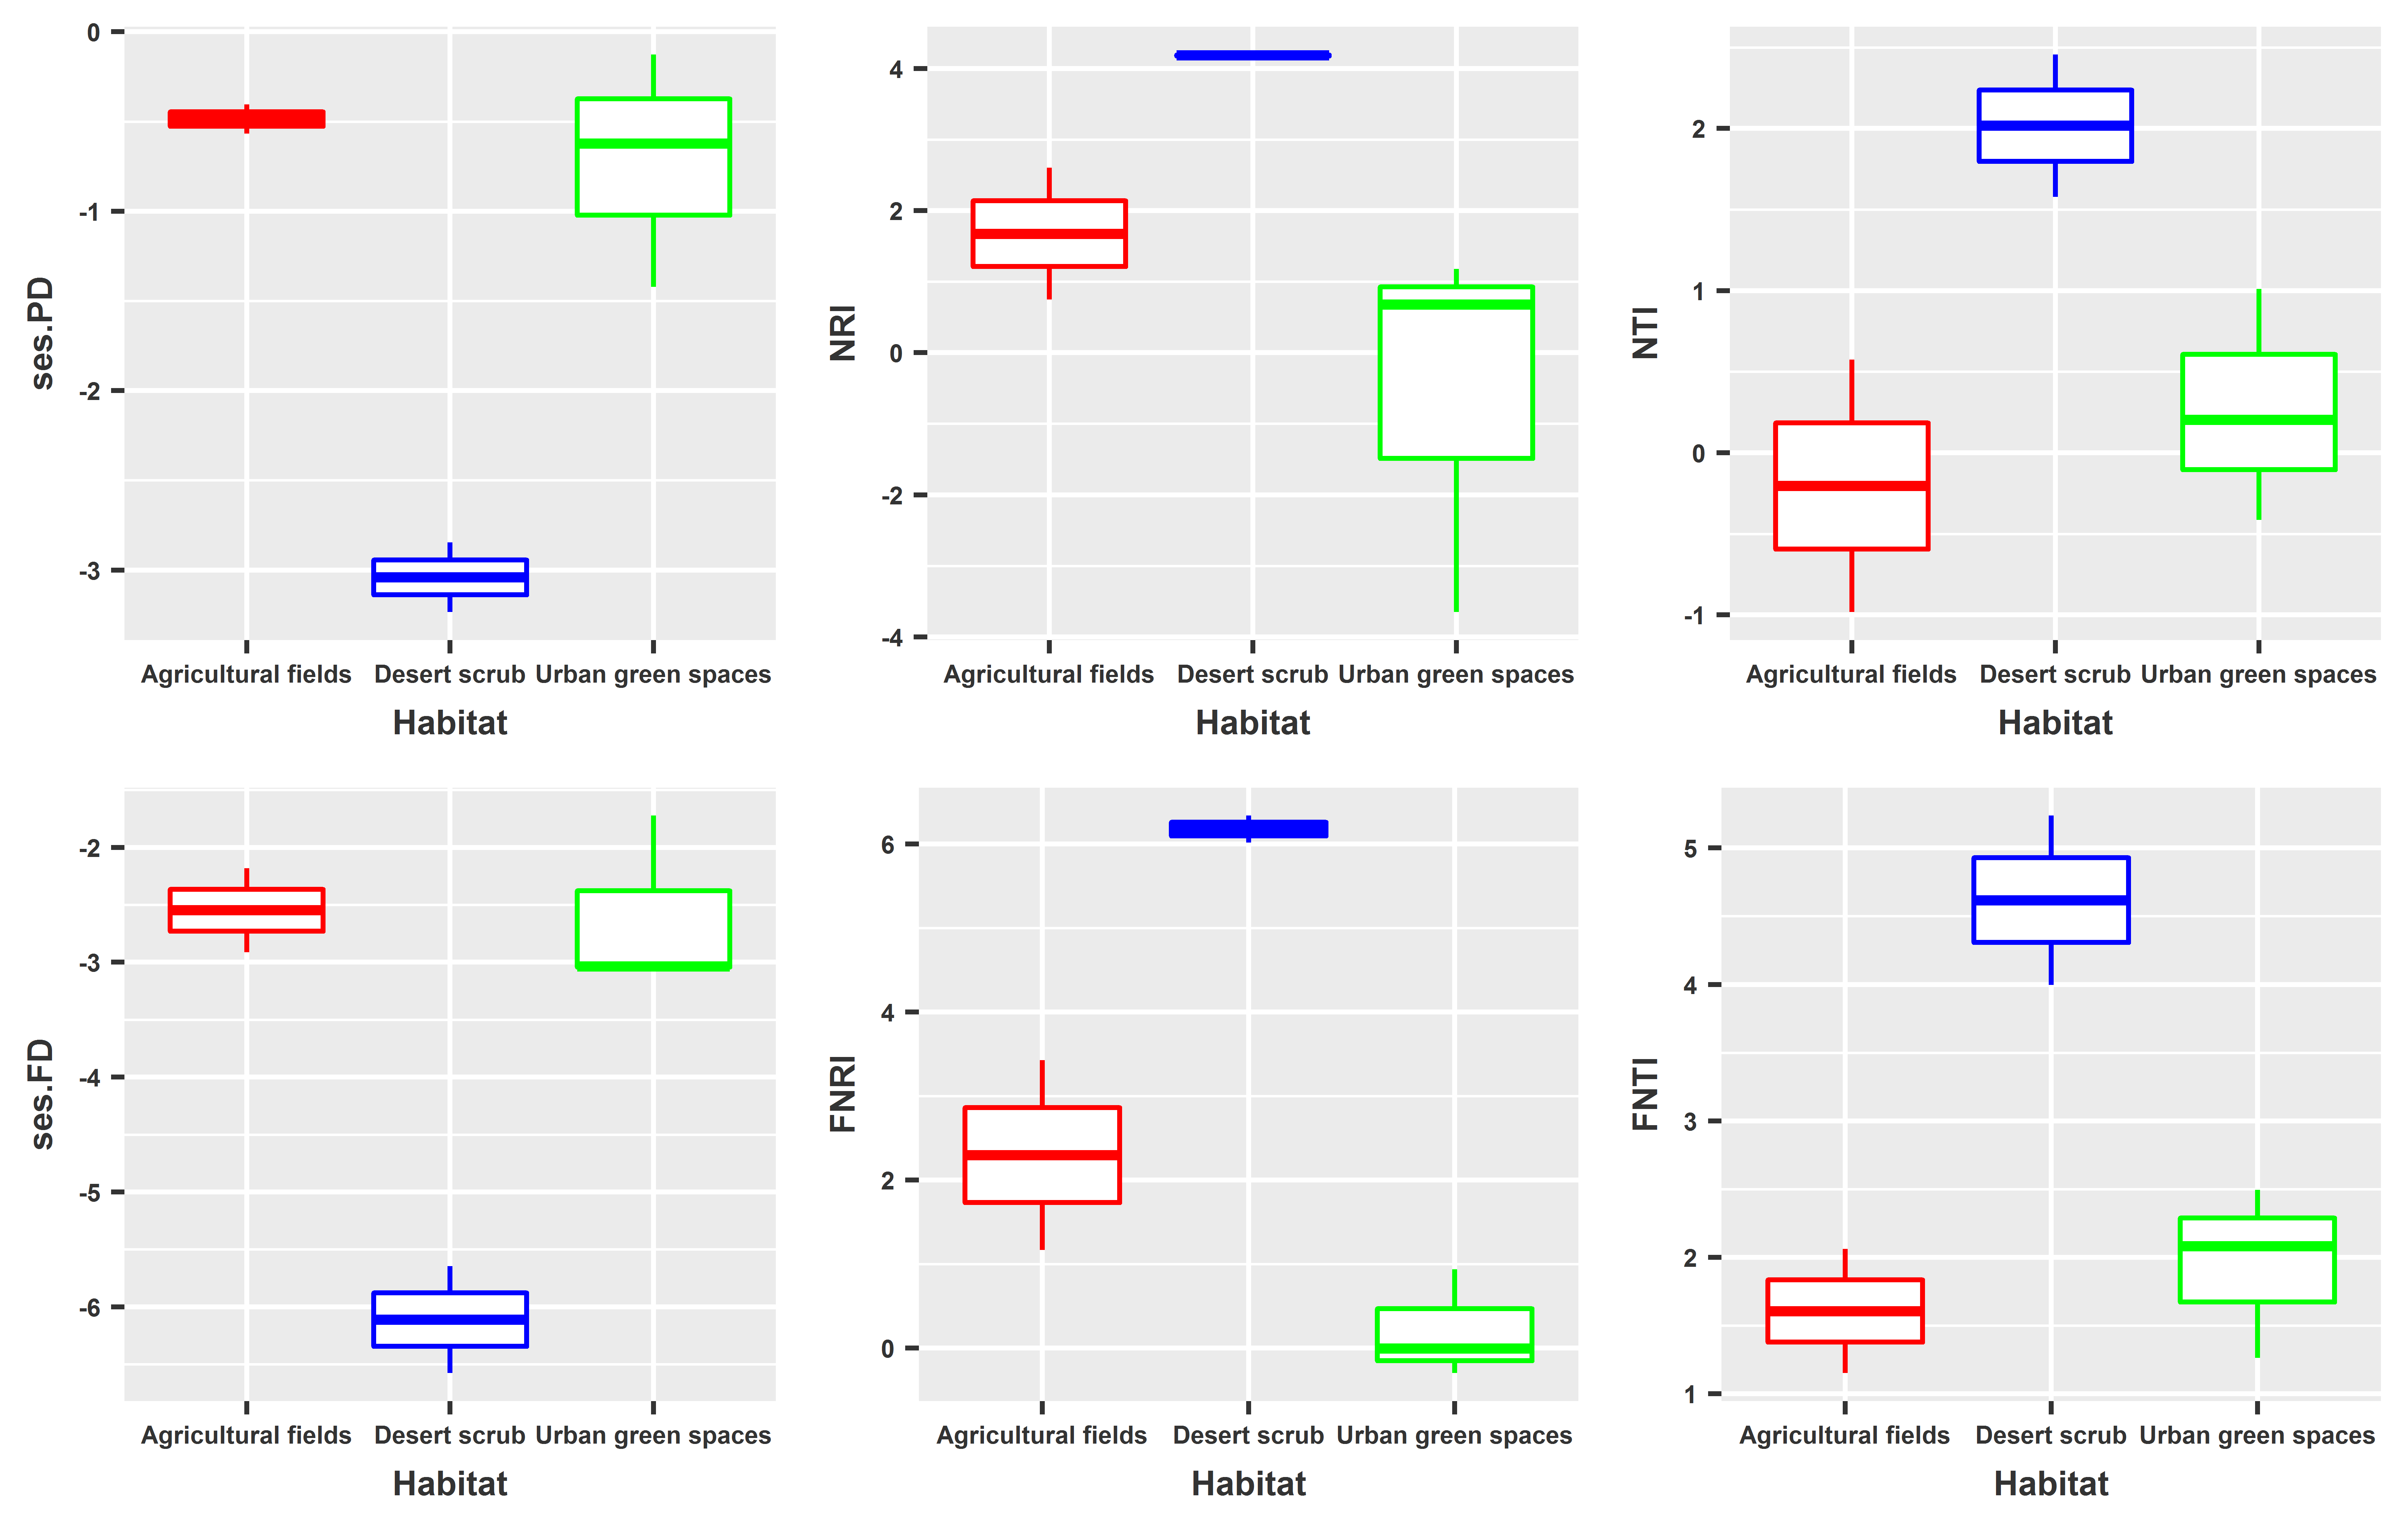 ses.PD
0
-1
-2
-3
Agricultural fields Desert scrub Urban green spaces
Habitat
NRI
4
2
0
-2
-4
Agricultural fields Desert scrub Urban green spaces
Habitat
NTI
2
1
0
-1
Agricultural fields Desert scrub Urban green spaces
Habitat
ses.FD
-2
-3
-4
-5
-6
Agricultural fields Desert scrub Urban green spaces
Habitat
FNRI
6
4
2
0
Agricultural fields Desert scrub Urban green spaces
Habitat
FNTI
5
4
3
2
1
Agricultural fields Desert scrub Urban green spaces
Habitat